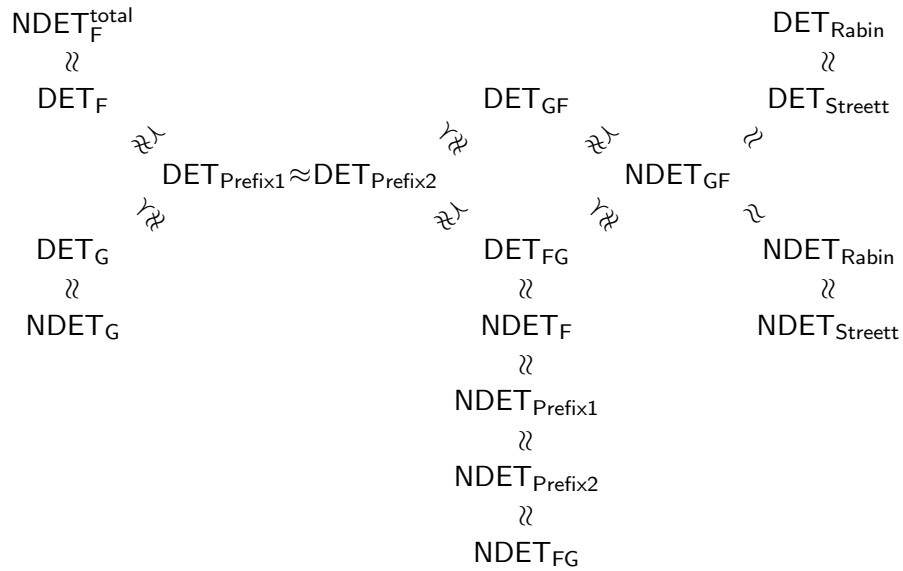 NDET_F^total DET_Rabin
≈ ≈
DET_F DET_GF DET_Streett
⋨ ⋨ ⋨ ≈
DET_Prefix1 ≈ DET_Prefix2 NDET_GF
⋨ ⋨ ⋨ ≈
DET_G DET_FG NDET_Rabin
≈ ≈ ≈
NDET_G NDET_F NDET_Streett
≈
NDET_Prefix1
≈
NDET_Prefix2
≈
NDET_FG